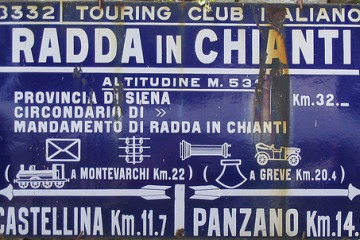 3332 TOURING CLUB ITALIANO
RADDA IN CHIANTI
ALTITUDINE M. 53
PROVINCIA DI SIENA Km.32._
CIRCONDARIO DI »
MANDAMENTO DI RADDA IN CHIANTI
( A MONTEVARCHI Km.22 ) ( A GREVE Km.20.4 )
CASTELLINA Km.11.7 PANZANO Km.14.